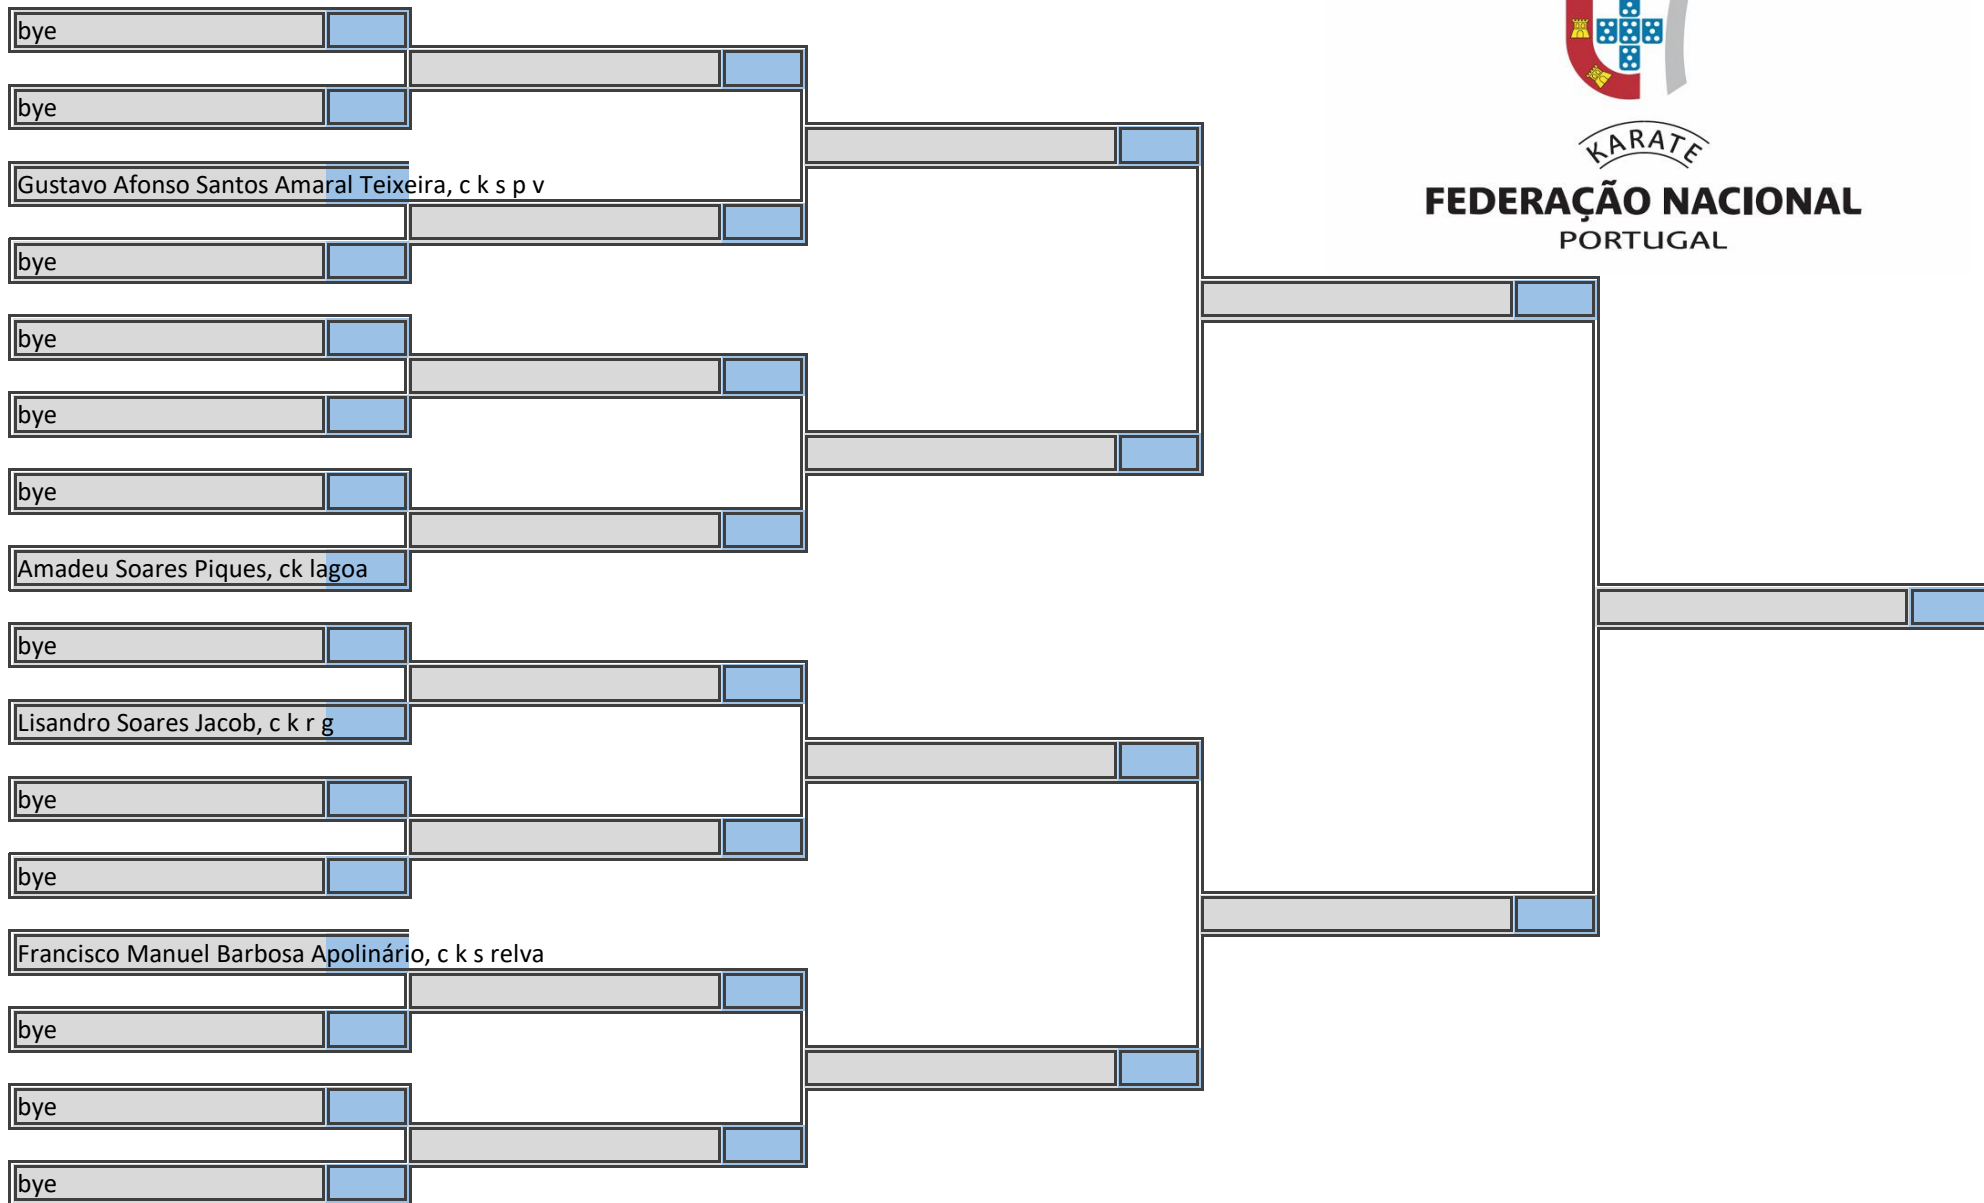 bye
bye
Gustavo Afonso Santos Amaral Teixeira, c k s p v
bye
bye
bye
bye
Amadeu Soares Piques, ck lagoa
bye
Lisandro Soares Jacob, c k r g
bye
bye
Francisco Manuel Barbosa Apolinário, c k s relva
bye
bye
bye
KARATE
FEDERAÇÃO NACIONAL
PORTUGAL